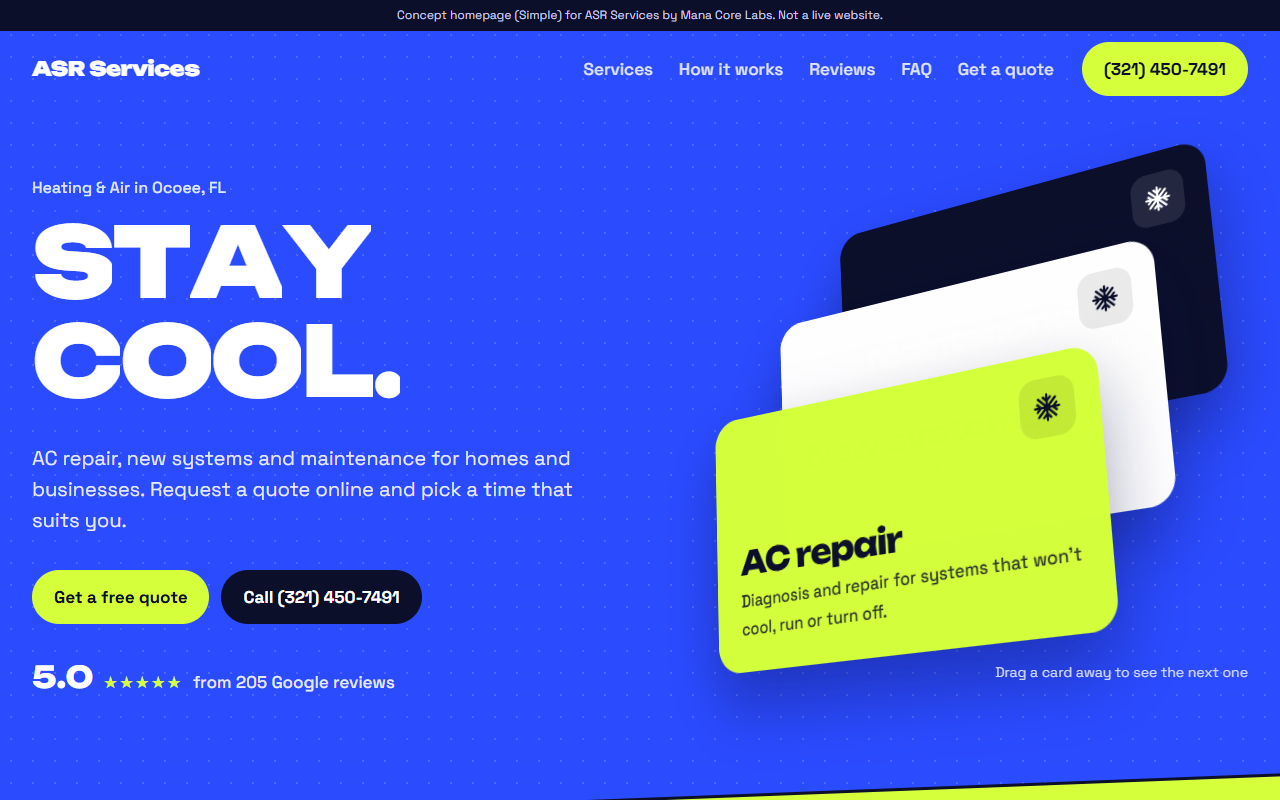 Concept homepage (Simple) for ASR Services by Mana Core Labs. Not a live website.
ASR Services
Services
How it works
Reviews
FAQ
Get a quote
(321) 450-7491
Heating & Air in Ocoee, FL
STAY
COOL.
AC repair, new systems and maintenance for homes and
businesses. Request a quote online and pick a time that
suits you.
Get a free quote
Call (321) 450-7491
5.0 ★★★★★ from 205 Google reviews
AC repair
Diagnosis and repair for systems that won’t
cool, run or turn off.
Drag a card away to see the next one